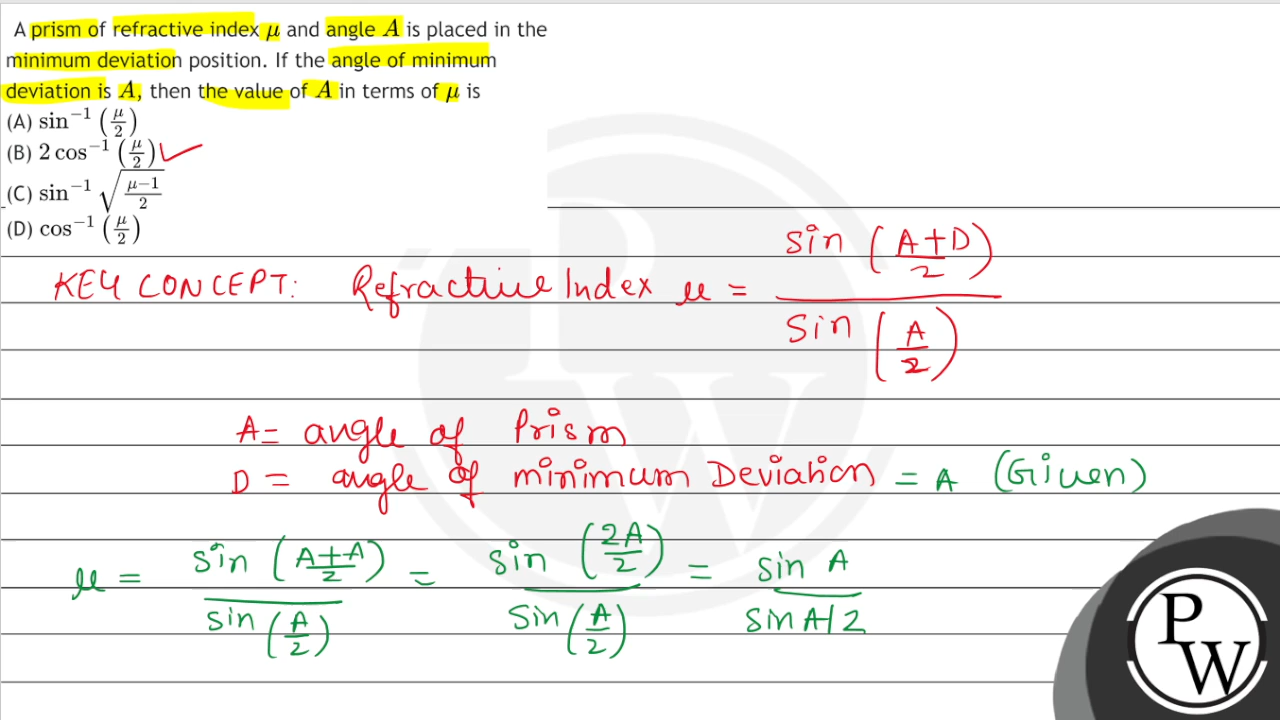 A prism of refractive index μ and angle A is placed in the
minimum deviation position. If the angle of minimum
deviation is A, then the value of A in terms of μ is
(A) sin⁻¹ (μ/2)
(B) 2 cos⁻¹ (μ/2) ✓
(C) sin⁻¹ √((μ−1)/2)
(D) cos⁻¹ (μ/2)
KEY CONCEPT: Refractive Index μ = sin ((A+D)/2) / sin (A/2)
A = angle of Prism
D = angle of minimum Deviation = A (Given)
μ = sin ((A+A)/2) / sin (A/2) = sin (2A/2) / sin (A/2) = sin A / sin A/2
PW
PW